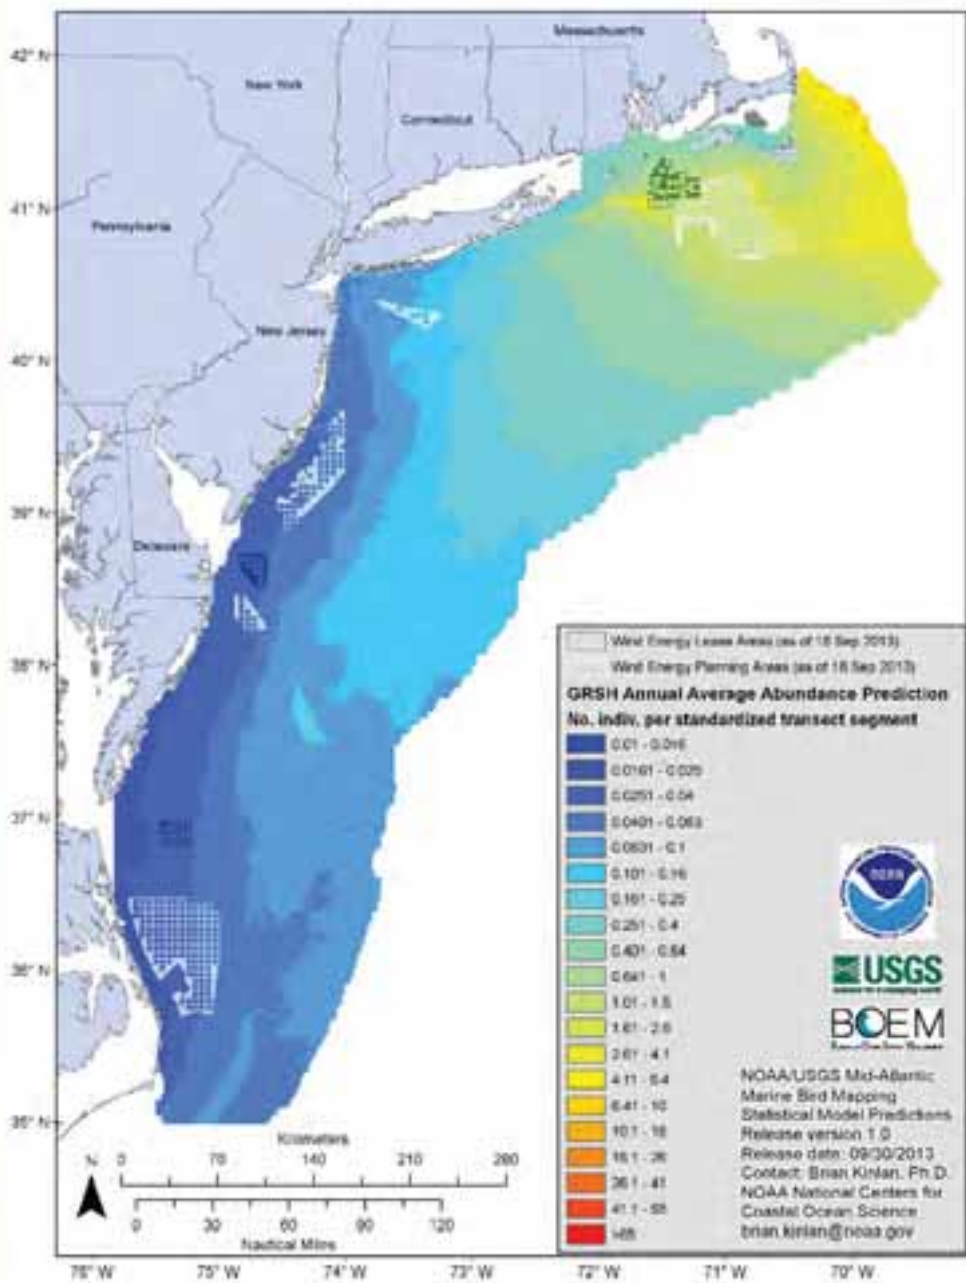 42° N
41° N
40° N
39° N
38° N
37° N
36° N
35° N
Massachusetts
New York
Connecticut
Pennsylvania
New Jersey
Delaware
Wind Energy Lease Areas (as of 18 Sep 2013)
Wind Energy Planning Areas (as of 18 Sep 2013)
GRSH Annual Average Abundance Prediction
No. indiv. per standardized transect segment
0.01 - 0.016
0.0161 - 0.025
0.0251 - 0.04
0.0401 - 0.063
0.0631 - 0.1
0.101 - 0.16
0.161 - 0.25
0.251 - 0.4
0.401 - 0.64
0.641 - 1
1.01 - 1.6
1.61 - 2.6
2.61 - 4.1
4.11 - 6.4
6.41 - 10
10.1 - 16
16.1 - 26
26.1 - 41
41.1 - 65
>65
NOAA
USGS
BOEM
NOAA/USGS Mid-Atlantic
Marine Bird Mapping
Statistical Model Predictions
Release version 1.0
Release date: 09/30/2013
Contact: Brian Kinlan, Ph.D.
NOAA National Centers for
Coastal Ocean Science
brian.kinlan@noaa.gov
Kilometers
N
0 70 140 210 280
0 30 60 90 120
Nautical Miles
76° W 75° W 74° W 73° W 72° W 71° W 70° W